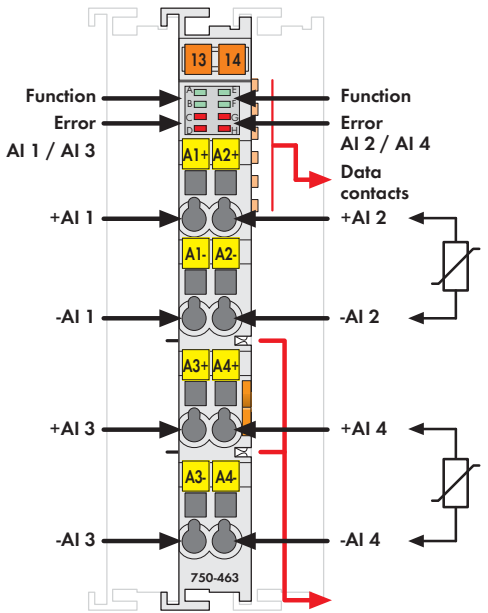 13 14
A E
Function B F Function
Error C G Error
AI 1 / AI 3 D H AI 2 / AI 4
A1+ A2+ Data
contacts
+AI 1 +AI 2
A1- A2-
-AI 1 -AI 2
A3+ A4+
+AI 3 +AI 4
A3- A4-
-AI 3 -AI 4
750-463